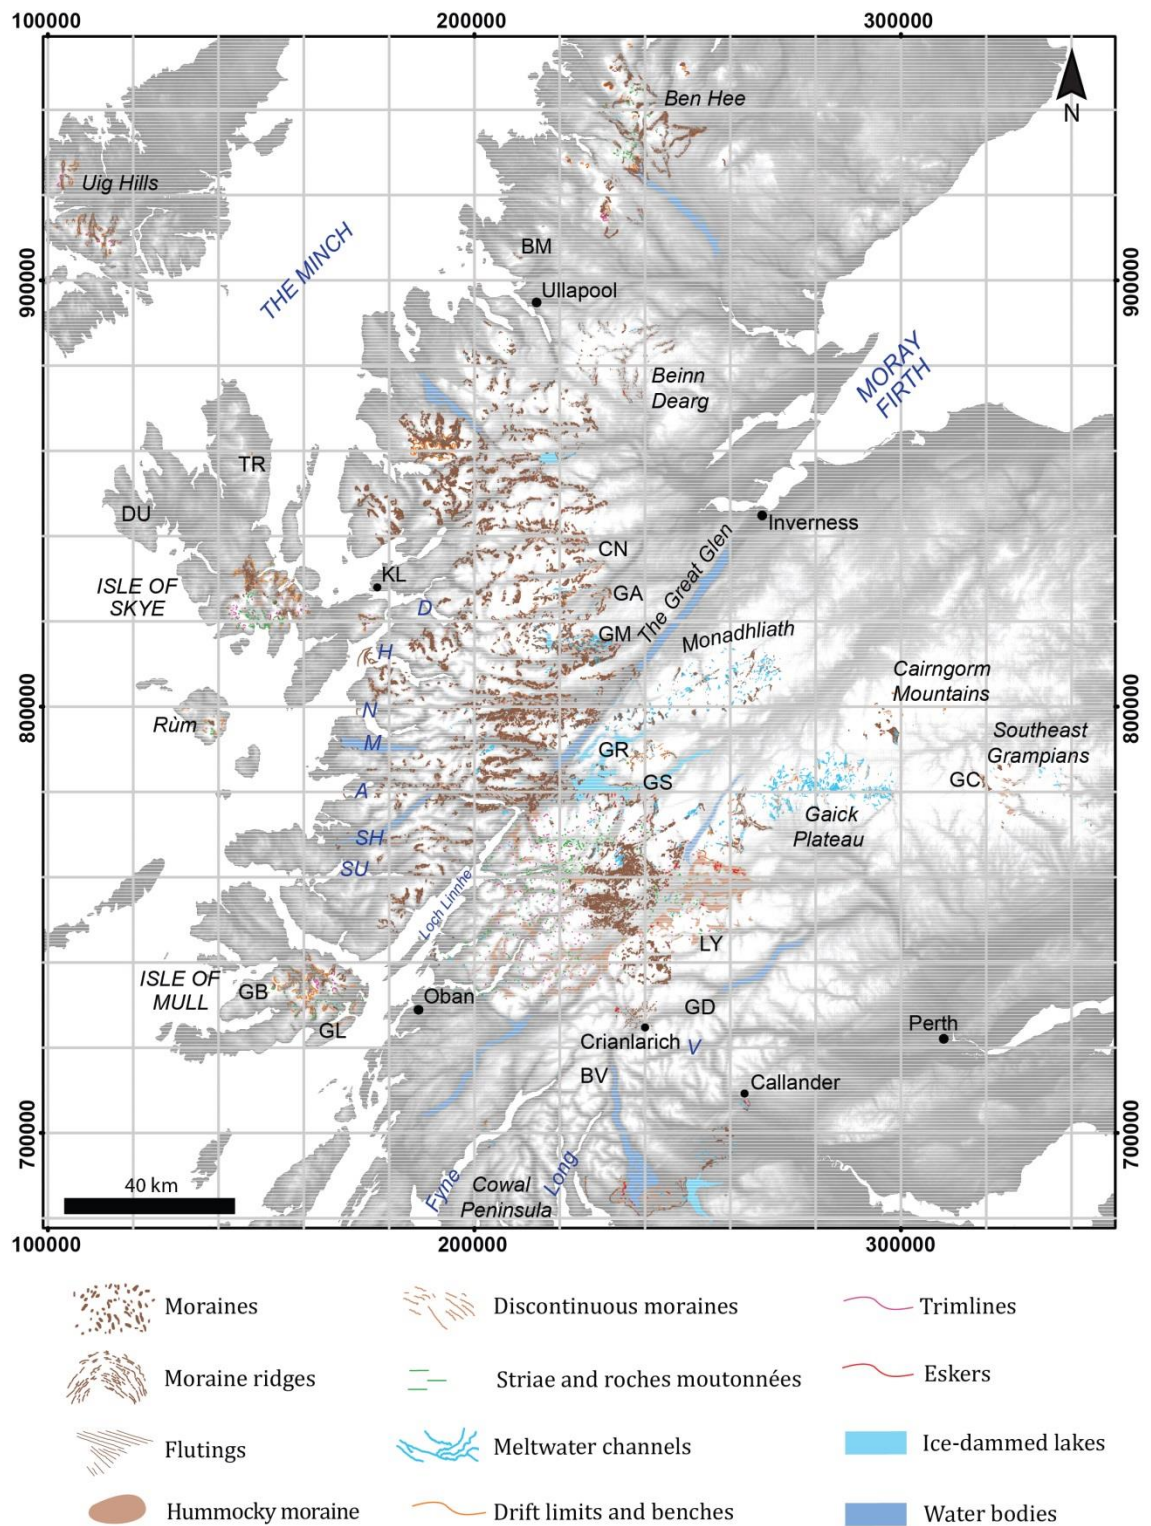 100000
200000
300000
Ben Hee
N
Uig Hills
BM
THE MINCH
900000
900000
Ullapool
MORAY
FIRTH
Beinn
Dearg
TR
DU
Inverness
CN
KL
The Great Glen
ISLE OF
SKYE
D
GA
GM
Monadhliath
H
Cairngorm
Mountains
800000
800000
N
Rùm
Southeast
Grampians
M
GR
GS
GC
A
Gaick
Plateau
SH
SU
Loch Linnhe
LY
ISLE OF
MULL
GB
Oban
GD
GL
Perth
Crianlarich
V
BV
Callander
700000
700000
40 km
Fyne
Long
Cowal
Peninsula
100000
200000
300000
Moraines
Discontinuous moraines
Trimlines
Moraine ridges
Striae and roches moutonnées
Eskers
Flutings
Meltwater channels
Ice-dammed lakes
Hummocky moraine
Drift limits and benches
Water bodies